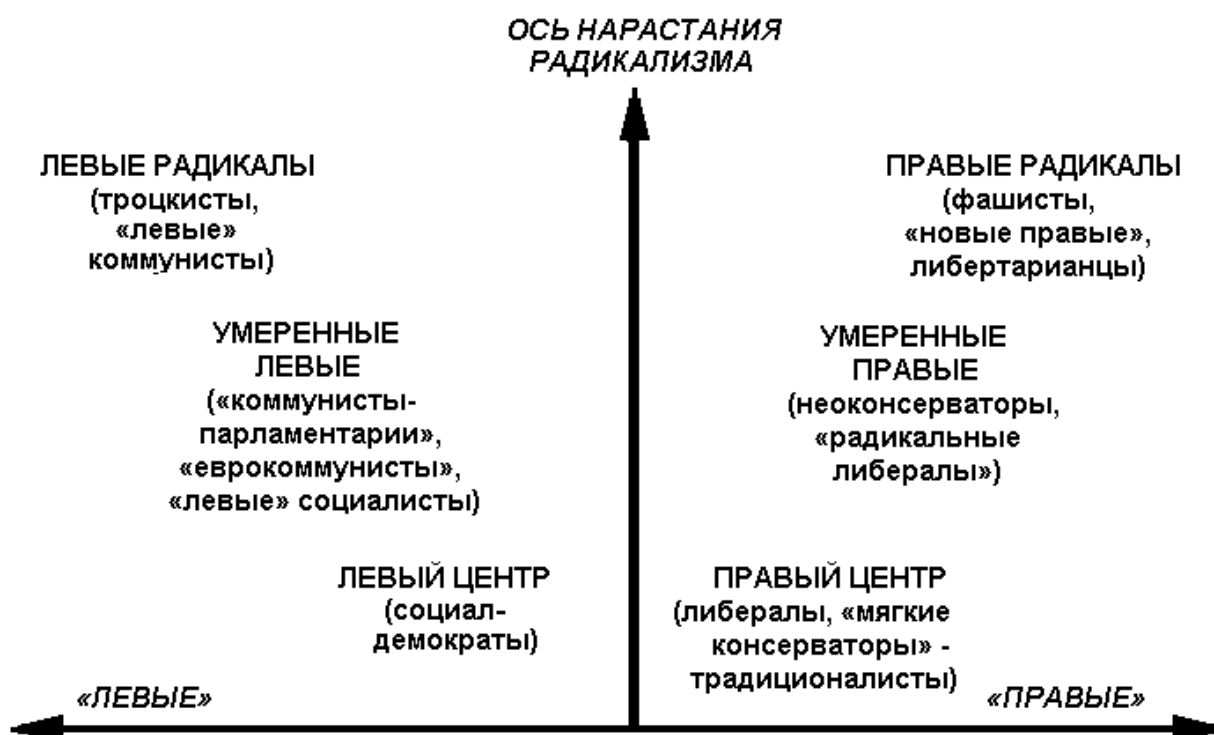 ОСЬ НАРАСТАНИЯ
РАДИКАЛИЗМА
ЛЕВЫЕ РАДИКАЛЫ
(троцкисты,
«левые»
коммунисты)
ПРАВЫЕ РАДИКАЛЫ
(фашисты,
«новые правые»,
либертарианцы)
УМЕРЕННЫЕ
ЛЕВЫЕ
(«коммунисты-
парламентарии»,
«еврокоммунисты»,
«левые» социалисты)
УМЕРЕННЫЕ
ПРАВЫЕ
(неоконсерваторы,
«радикальные
либералы»)
ЛЕВЫЙ ЦЕНТР
(социал-
демократы)
ПРАВЫЙ ЦЕНТР
(либералы, «мягкие
консерваторы» -
традиционалисты)
«ЛЕВЫЕ»
«ПРАВЫЕ»